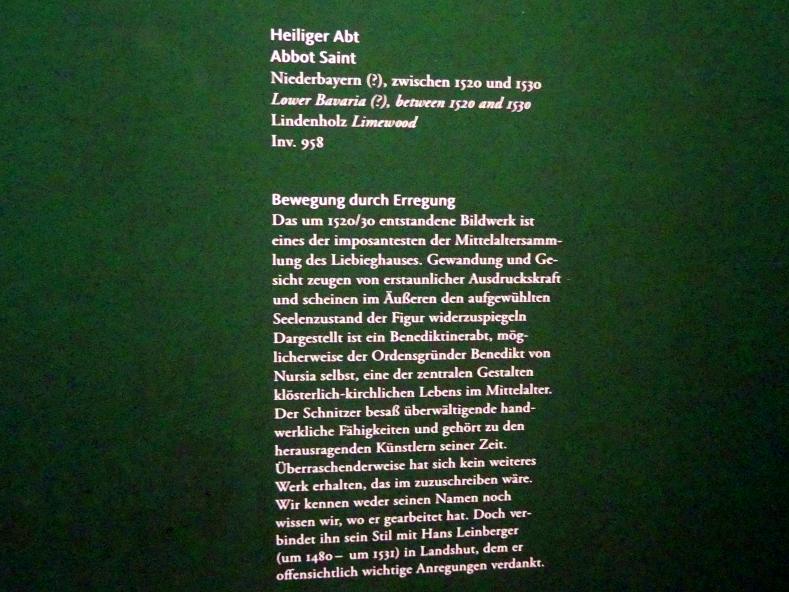 Heiliger Abt
Abbot Saint
Niederbayern (?), zwischen 1520 und 1530
Lower Bavaria (?), between 1520 and 1530
Lindenholz Limewood
Inv. 958
Bewegung durch Erregung
Das um 1520/30 entstandene Bildwerk ist
eines der imposantesten der Mittelaltersamm-
lung des Liebieghauses. Gewandung und Ge-
sicht zeugen von erstaunlicher Ausdruckskraft
und scheinen im Äußeren den aufgewühlten
Seelenzustand der Figur widerzuspiegeln
Dargestellt ist ein Benediktinerabt, mög-
licherweise der Ordensgründer Benedikt von
Nursia selbst, eine der zentralen Gestalten
klösterlich-kirchlichen Lebens im Mittelalter.
Der Schnitzer besaß überwältigende hand-
werkliche Fähigkeiten und gehört zu den
herausragenden Künstlern seiner Zeit.
Überraschenderweise hat sich kein weiteres
Werk erhalten, das im zuzuschreiben wäre.
Wir kennen weder seinen Namen noch
wissen wir, wo er gearbeitet hat. Doch ver-
bindet ihn sein Stil mit Hans Leinberger
(um 1480 – um 1531) in Landshut, dem er
offensichtlich wichtige Anregungen verdankt.